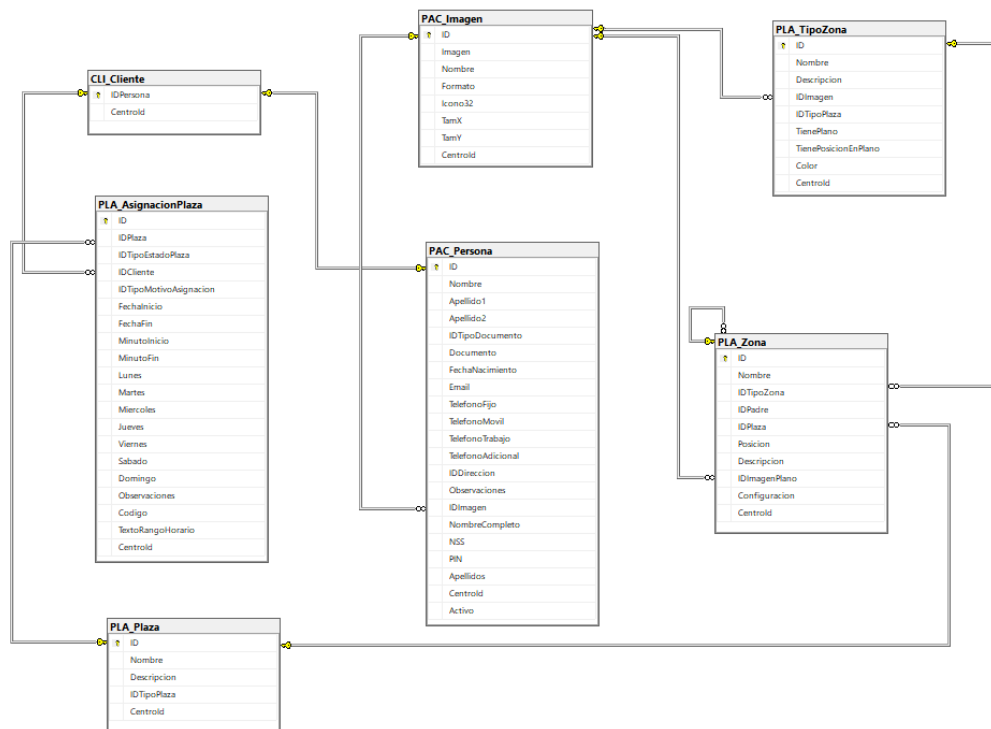 PAC_Imagen
ID
Imagen
Nombre
Formato
Icono32
TamX
TamY
CentroId
PLA_TipoZona
ID
Nombre
Descripcion
IDImagen
IDTipoPlaza
TienePlano
TienePosicionEnPlano
Color
CentroId
CLI_Cliente
IDPersona
CentroId
PLA_AsignacionPlaza
ID
IDPlaza
IDTipoEstadoPlaza
IDCliente
IDTipoMotivoAsignacion
FechaInicio
FechaFin
MinutoInicio
MinutoFin
Lunes
Martes
Miercoles
Jueves
Viernes
Sabado
Domingo
Observaciones
Codigo
TextoRangoHorario
CentroId
PAC_Persona
ID
Nombre
Apellido1
Apellido2
IDTipoDocumento
Documento
FechaNacimiento
Email
TelefonoFijo
TelefonoMovil
TelefonoTrabajo
TelefonoAdicional
IDDireccion
Observaciones
IDImagen
NombreCompleto
NSS
PIN
Apellidos
CentroId
Activo
PLA_Zona
ID
Nombre
IDTipoZona
IDPadre
IDPlaza
Posicion
Descripcion
IDImagenPlano
Configuracion
CentroId
PLA_Plaza
ID
Nombre
Descripcion
IDTipoPlaza
CentroId